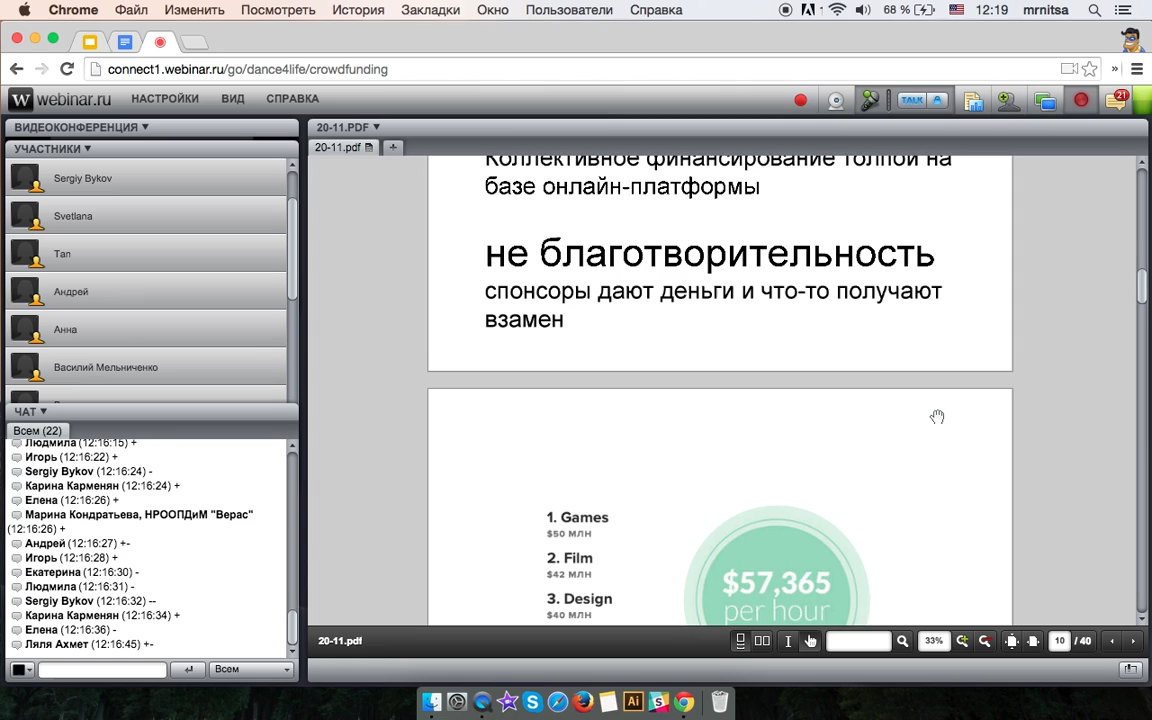 Chrome Файл Изменить Посмотреть История Закладки Окно Пользователи Справка 68 % 12:19 mrnitsa
connect1.webinar.ru/go/dance4life/crowdfunding
W webinar.ru НАСТРОЙКИ ВИД СПРАВКА TALK 21
ВИДЕОКОНФЕРЕНЦИЯ
УЧАСТНИКИ
Sergiy Bykov
Svetlana
Tan
Андрей
Анна
Василий Мельниченко
ЧАТ
Всем (22)
Людмила (12:16:15) +
Игорь (12:16:22) +
Sergiy Bykov (12:16:24) -
Карина Карменян (12:16:24) +
Елена (12:16:26) +
Марина Кондратьева, НРООПДиМ "Верас"
(12:16:26) +
Андрей (12:16:27) +-
Игорь (12:16:28) +
Екатерина (12:16:30) -
Людмила (12:16:31) -
Sergiy Bykov (12:16:32) --
Карина Карменян (12:16:34) +
Елена (12:16:36) -
Ляля Ахмет (12:16:45) +-
Всем
20-11.PDF
20-11.pdf
Коллективное финансирование толпой на
базе онлайн-платформы
не благотворительность
спонсоры дают деньги и что-то получают
взамен
1. Games
$50 МЛН
2. Film
$42 МЛН
3. Design
$40 МЛН
$57,365
per hour
20-11.pdf 33% 10 / 40
Ai